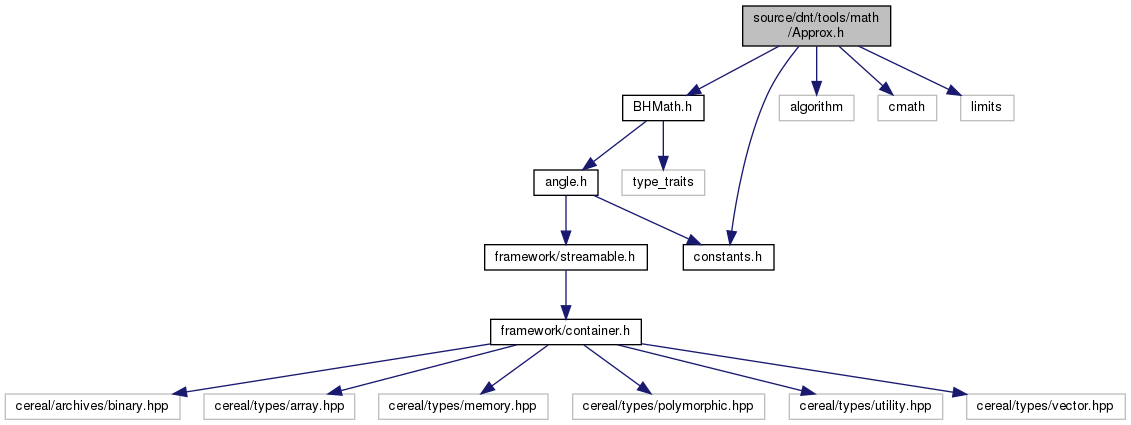 source/dnt/tools/math
/Approx.h
BHMath.h
algorithm
cmath
limits
angle.h
type_traits
framework/streamable.h
constants.h
framework/container.h
cereal/archives/binary.hpp
cereal/types/array.hpp
cereal/types/memory.hpp
cereal/types/polymorphic.hpp
cereal/types/utility.hpp
cereal/types/vector.hpp